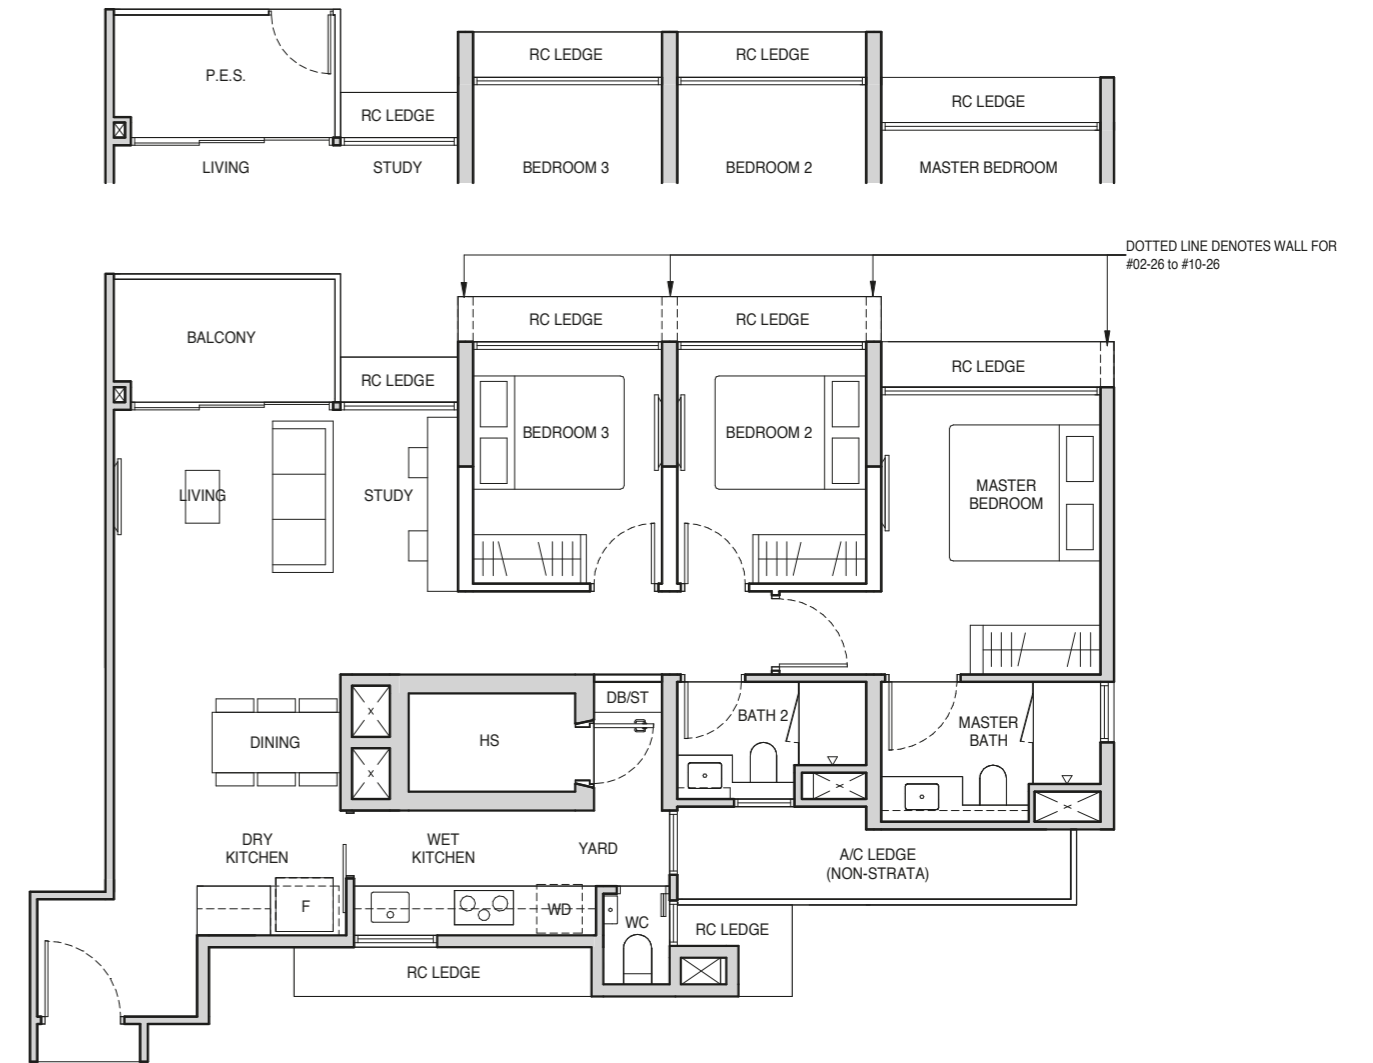 RC LEDGE
RC LEDGE
P.E.S.
RC LEDGE
RC LEDGE
LIVING
STUDY
BEDROOM 3
BEDROOM 2
MASTER BEDROOM
DOTTED LINE DENOTES WALL FOR
#02-26 to #10-26
RC LEDGE
RC LEDGE
BALCONY
RC LEDGE
RC LEDGE
BEDROOM 3
BEDROOM 2
LIVING
STUDY
MASTER
BEDROOM
DB/ST
X
BATH 2
DINING
HS
MASTER
BATH
X
DRY
KITCHEN
WET
KITCHEN
YARD
A/C LEDGE
(NON-STRATA)
F
WD
WC
RC LEDGE
RC LEDGE